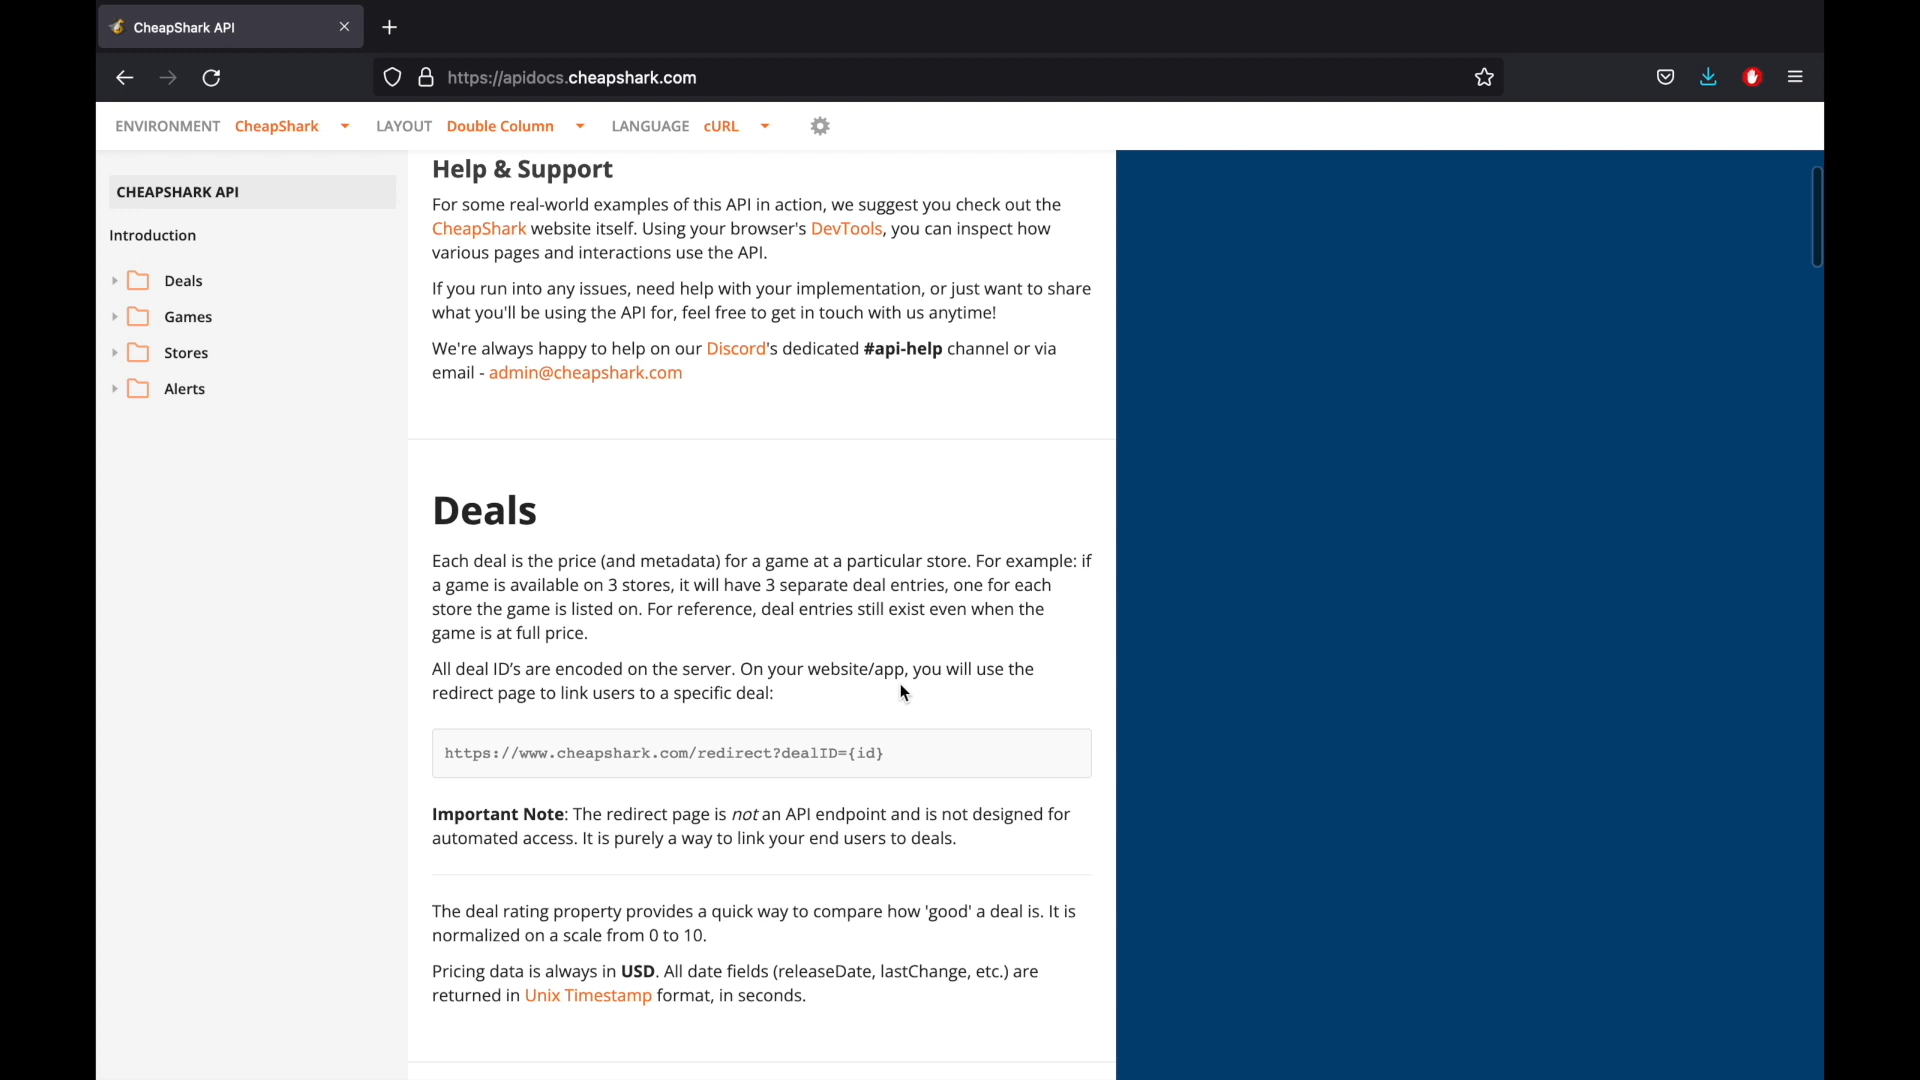 CheapShark API
https://apidocs.cheapshark.com
ENVIRONMENT CheapShark LAYOUT Double Column LANGUAGE cURL
CHEAPSHARK API
Introduction
Deals
Games
Stores
Alerts
Help & Support
For some real-world examples of this API in action, we suggest you check out the
CheapShark website itself. Using your browser's DevTools, you can inspect how
various pages and interactions use the API.
If you run into any issues, need help with your implementation, or just want to share
what you'll be using the API for, feel free to get in touch with us anytime!
We're always happy to help on our Discord's dedicated #api-help channel or via
email - admin@cheapshark.com
Deals
Each deal is the price (and metadata) for a game at a particular store. For example: if
a game is available on 3 stores, it will have 3 separate deal entries, one for each
store the game is listed on. For reference, deal entries still exist even when the
game is at full price.
All deal ID’s are encoded on the server. On your website/app, you will use the
redirect page to link users to a specific deal:
https://www.cheapshark.com/redirect?dealID={id}
Important Note: The redirect page is not an API endpoint and is not designed for
automated access. It is purely a way to link your end users to deals.
The deal rating property provides a quick way to compare how 'good' a deal is. It is
normalized on a scale from 0 to 10.
Pricing data is always in USD. All date fields (releaseDate, lastChange, etc.) are
returned in Unix Timestamp format, in seconds.